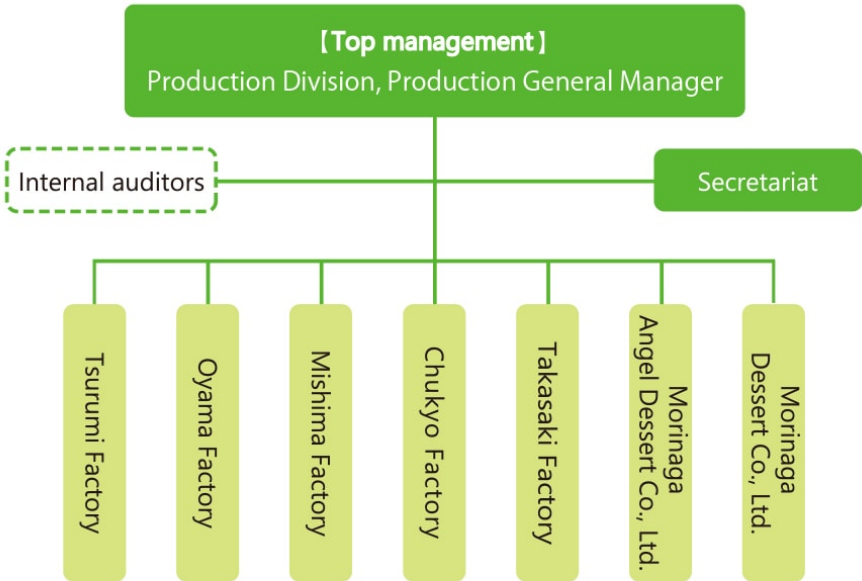 【Top management】
Production Division, Production General Manager
Internal auditors
Secretariat
Tsurumi Factory
Oyama Factory
Mishima Factory
Chukyo Factory
Takasaki Factory
Morinaga
Angel Dessert Co., Ltd.
Morinaga
Dessert Co., Ltd.